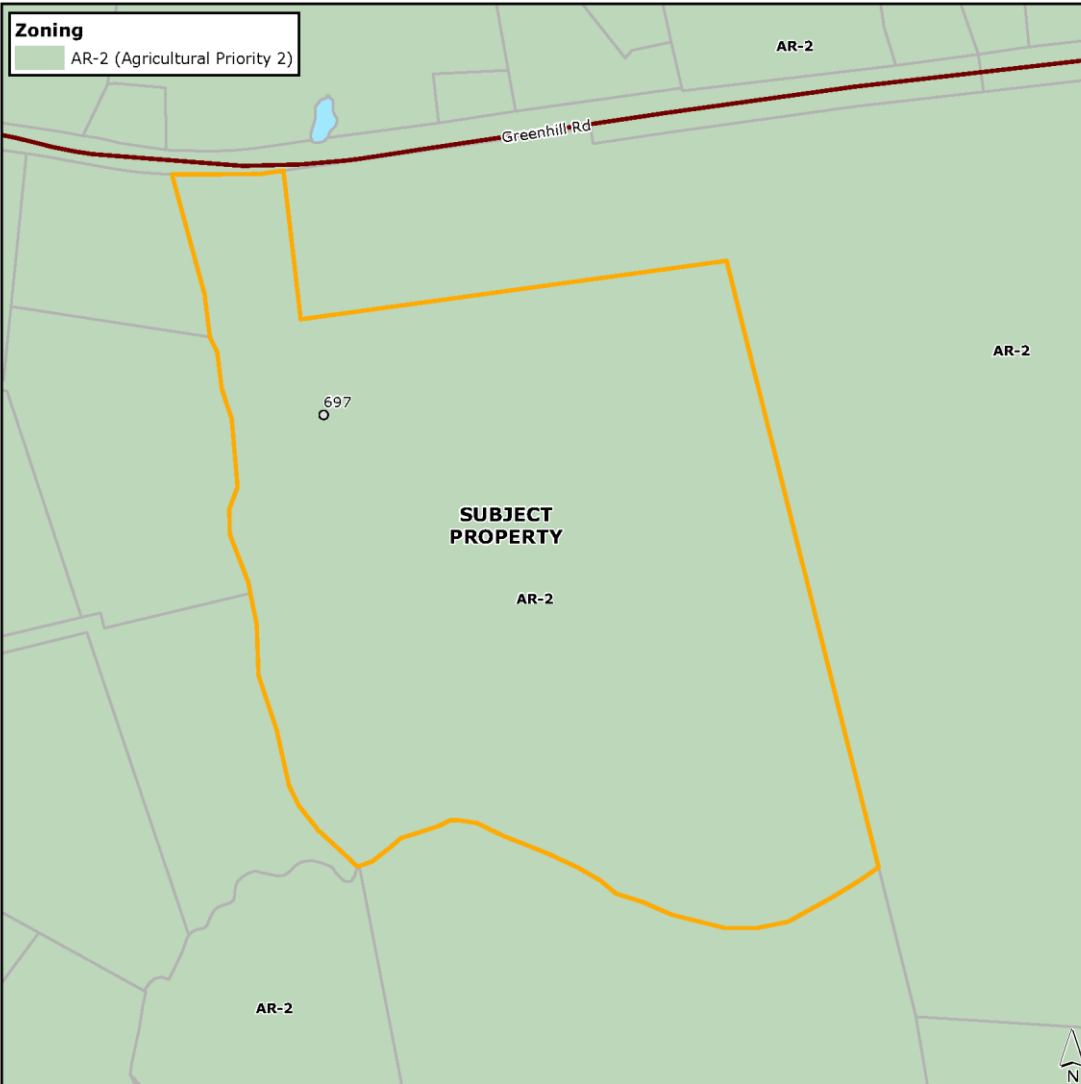 Zoning
AR-2 (Agricultural Priority 2)
AR-2
Greenhill Rd
AR-2
697
SUBJECT
PROPERTY
AR-2
AR-2
N